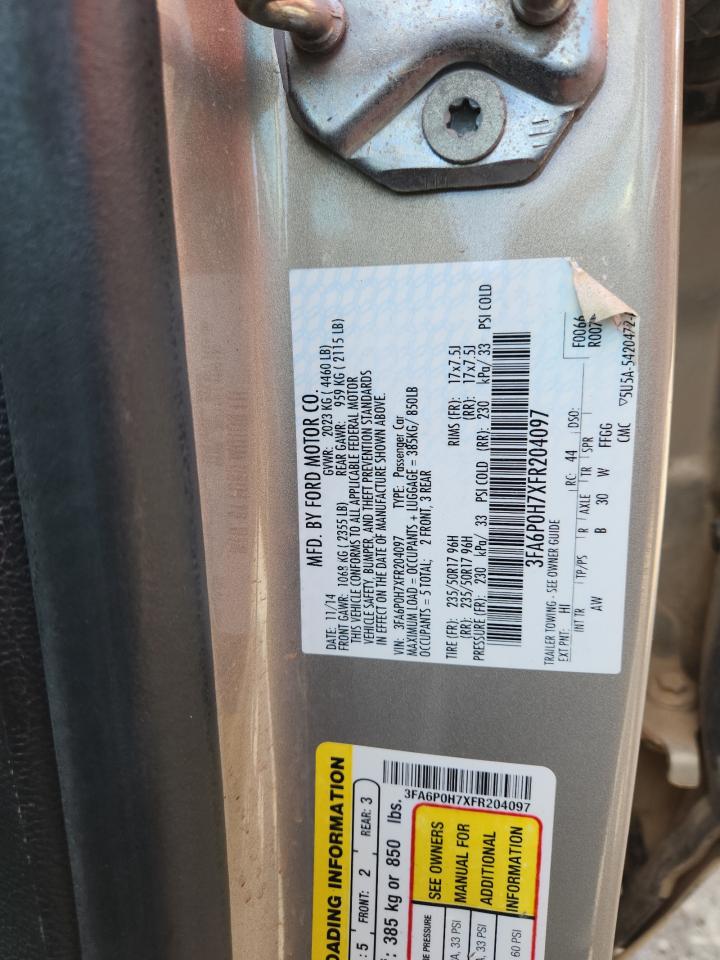 MFD. BY FORD MOTOR CO.
DATE: 11/14 GVWR: 2023 KG ( 4460 LB)
FRONT GAWR: 1068 KG ( 2355 LB) REAR GAWR: 959 KG ( 2115 LB)
THIS VEHICLE CONFORMS TO ALL APPLICABLE FEDERAL MOTOR
VEHICLE SAFETY, BUMPER, AND THEFT PREVENTION STANDARDS
IN EFFECT ON THE DATE OF MANUFACTURE SHOWN ABOVE.
VIN: 3FA6P0H7XFR204097 TYPE: Passenger Car
MAXIMUM LOAD = OCCUPANTS + LUGGAGE = 385KG/ 850LB
OCCUPANTS = 5 TOTAL; 2 FRONT, 3 REAR
TIRE (FR): 235/50R17 96H RIMS (FR): 17x7.5J
(RR): 235/50R17 96H (RR): 17x7.5J
PRESSURE (FR): 230 kPa/ 33 PSI COLD (RR): 230 kPa/ 33 PSI COLD
3FA6P0H7XFR204097
TRAILER TOWING - SEE OWNER GUIDE
F0066
EXT PNT: HI RC: 44 DSO:
INT TR TP/PS R AXLE TR SPR
AW B 30 W FFGG
CMC
▽5U5A-5420472-
OADING INFORMATION
: 5 FRONT: 2 REAR: 3
: 385 kg or 850 lbs.
3FA6P0H7XFR204097
E PRESSURE
A, 33 PSI
A, 33 PSI
60 PSI
SEE OWNERS
MANUAL FOR
ADDITIONAL
INFORMATION